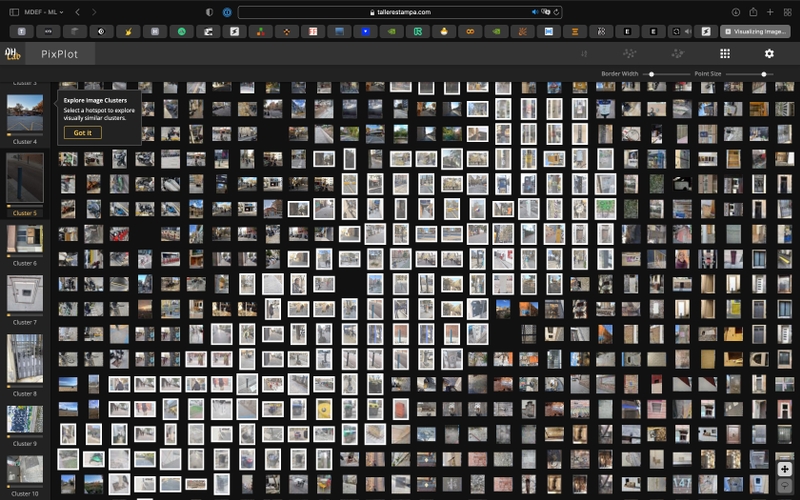 MDEF - ML
tallerestampa.com
Visualizing Image...
DH Lab
PixPlot
Border Width
Point Size
Cluster 3
Explore Image Clusters
Select a hotspot to explore
visually similar clusters.
Got it
Cluster 4
Cluster 5
Cluster 6
Cluster 7
Cluster 8
Cluster 9
Cluster 10